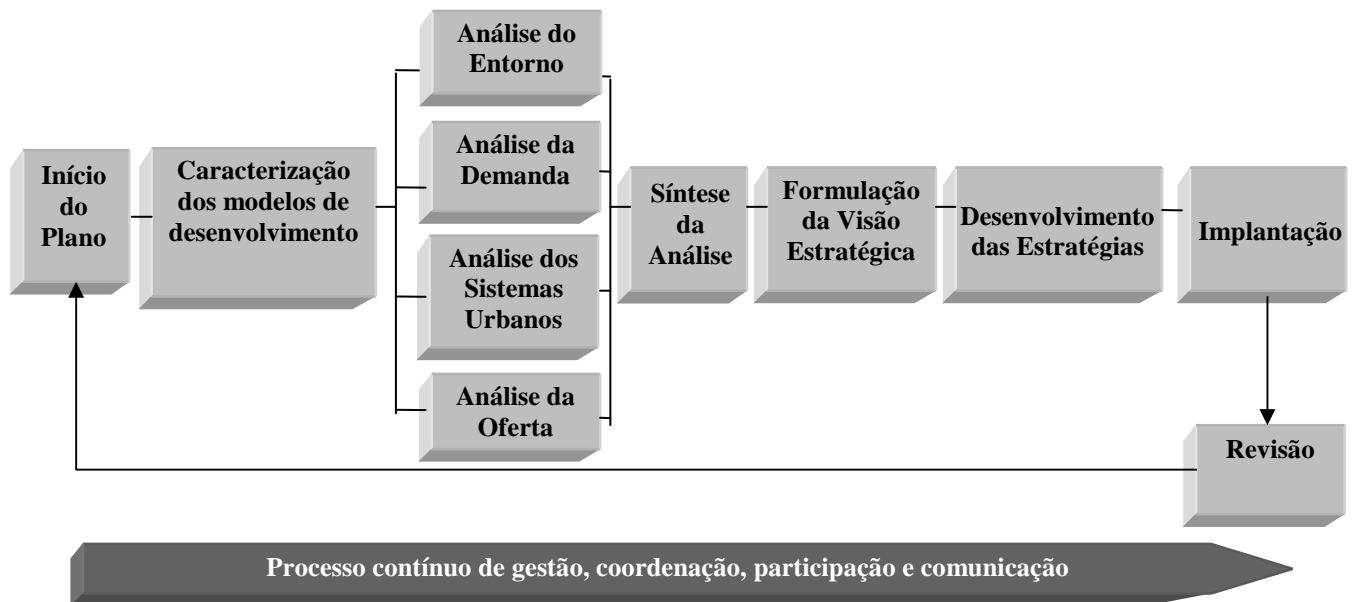 Início
do
Plano
Caracterização
dos modelos de
desenvolvimento
Análise do
Entorno
Análise da
Demanda
Análise dos
Sistemas
Urbanos
Análise da
Oferta
Síntese
da
Análise
Formulação
da Visão
Estratégica
Desenvolvimento
das Estratégias
Implantação
Revisão
Processo contínuo de gestão, coordenação, participação e comunicação